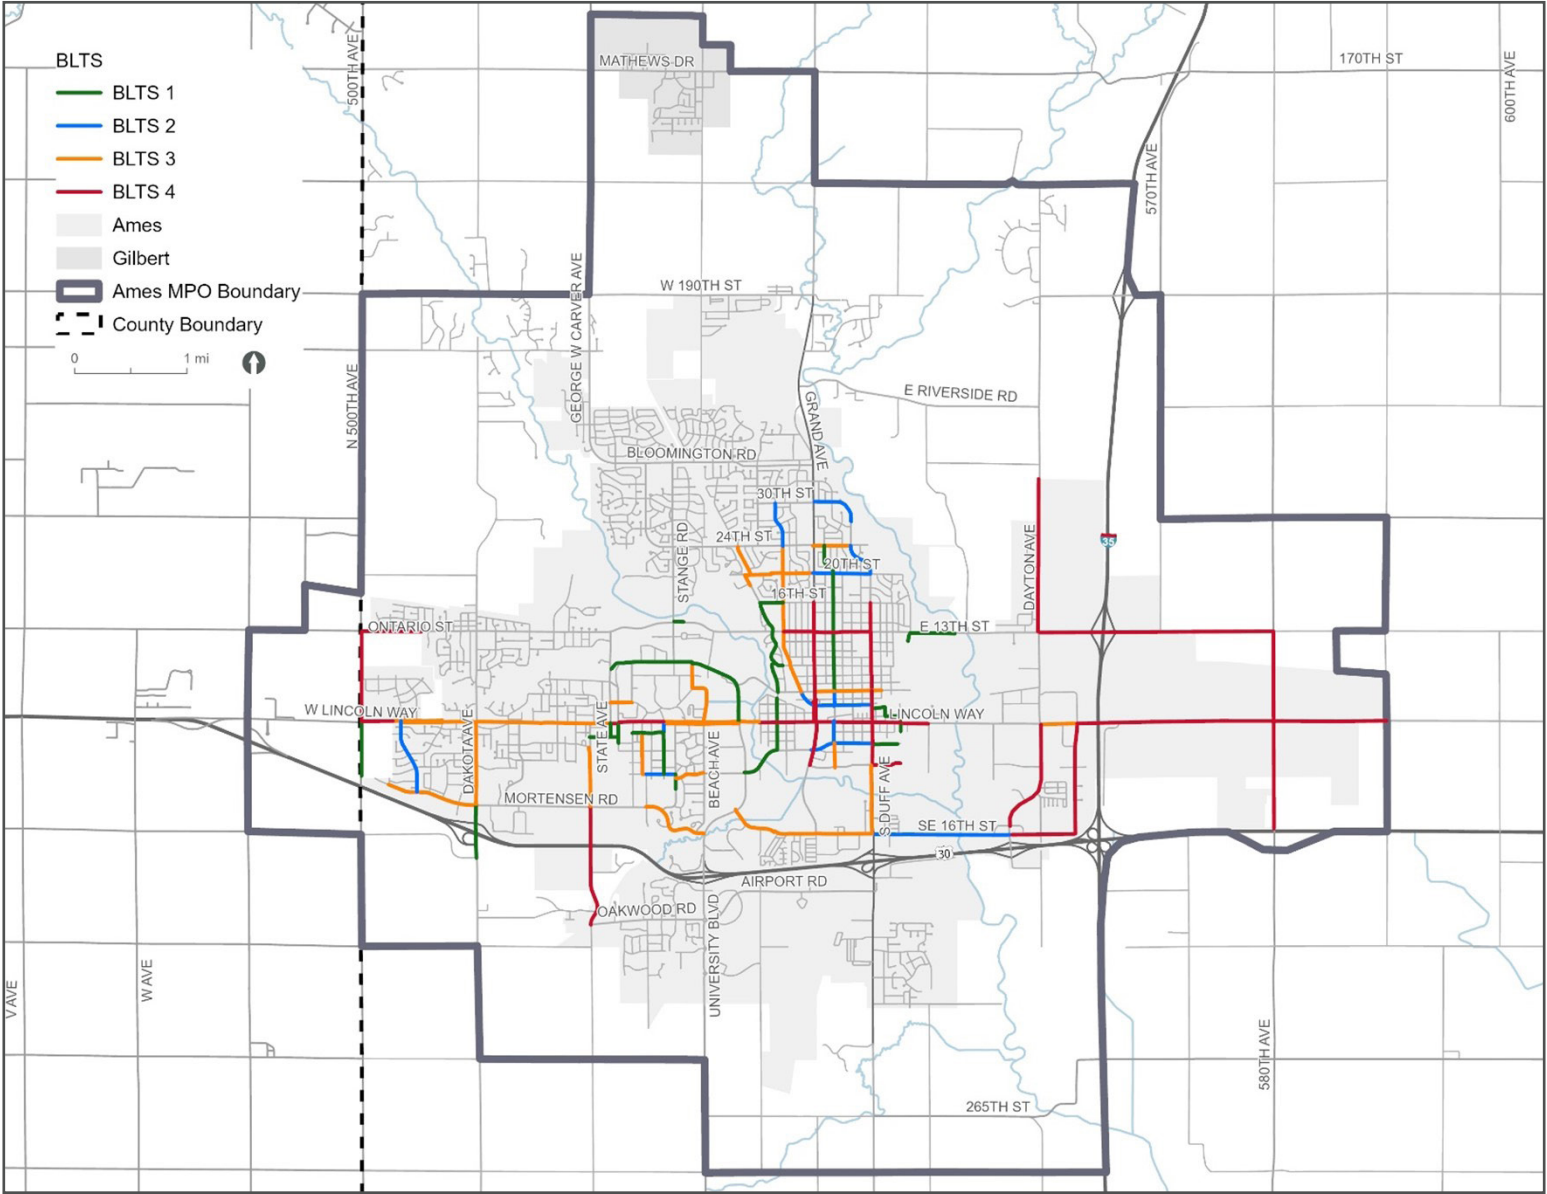 BLTS
BLTS 1
BLTS 2
BLTS 3
BLTS 4
Ames
Gilbert
Ames MPO Boundary
County Boundary
0 1 mi
500TH AVE
MATHEWS DR
170TH ST
600TH AVE
570TH AVE
GEORGE W CARVER AVE
W 190TH ST
N 500TH AVE
E RIVERSIDE RD
GRAND AVE
BLOOMINGTON RD
30TH ST
24TH ST
STANGE RD
20TH ST
DAYTON AVE
35
16TH ST
ONTARIO ST
E 13TH ST
W LINCOLN WAY
LINCOLN WAY
DAKOTA AVE
STATE AVE
BEACH AVE
S DUFF AVE
MORTENSEN RD
SE 16TH ST
30
AIRPORT RD
OAKWOOD RD
UNIVERSITY BLVD
V AVE
W AVE
580TH AVE
265TH ST